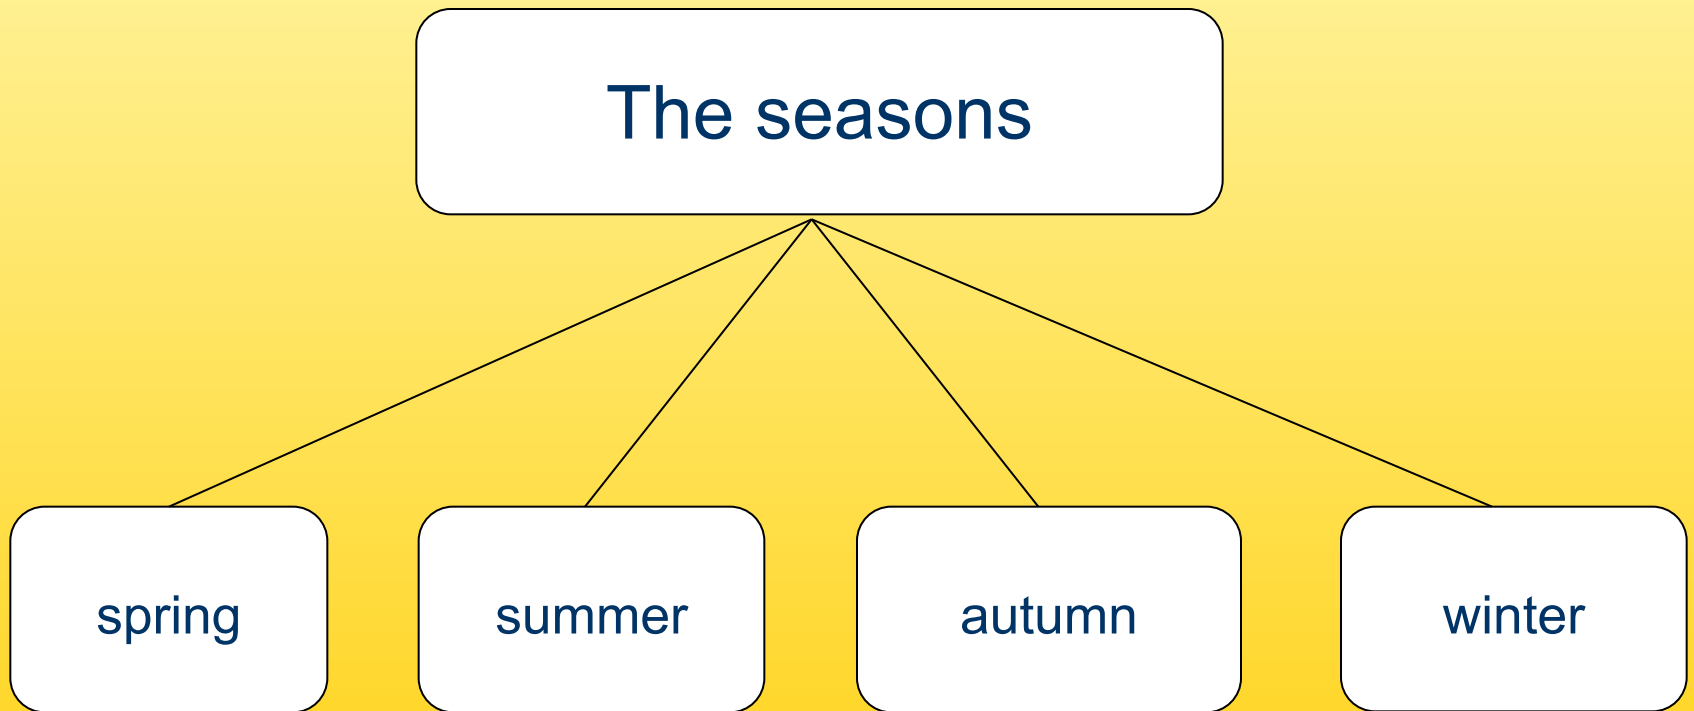 The seasons
spring
summer
autumn
winter